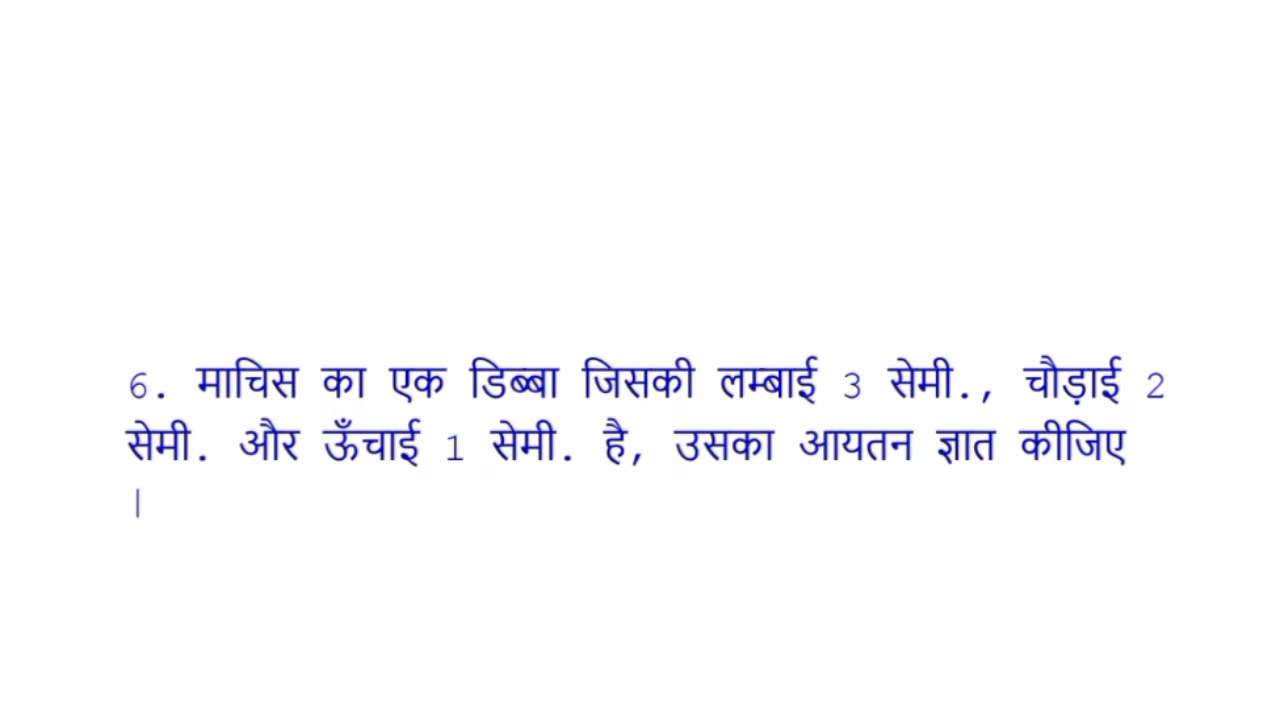 6. माचिस का एक डिब्बा जिसकी लम्बाई 3 सेमी., चौड़ाई 2
सेमी. और ऊँचाई 1 सेमी. है, उसका आयतन ज्ञात कीजिए
|